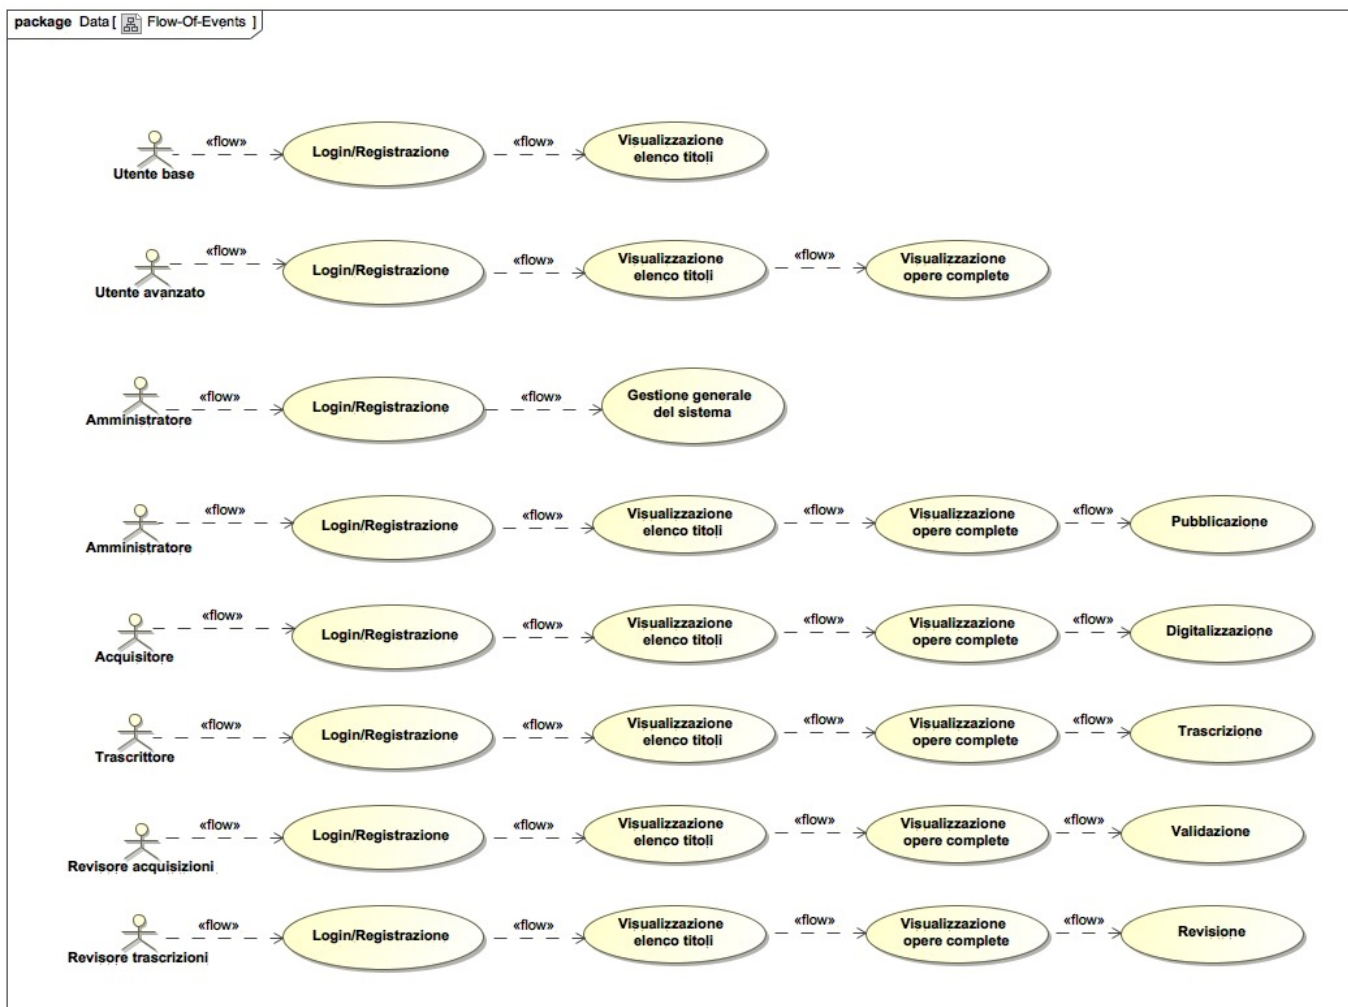 package Data [ Flow-Of-Events ]
«flow» «flow»
Login/Registrazione
Visualizzazione
elenco titoli
Utente base
«flow» «flow» «flow»
Login/Registrazione
Visualizzazione
elenco titoli
Visualizzazione
opere complete
Utente avanzato
«flow» «flow»
Login/Registrazione
Gestione generale
del sistema
Amministratore
«flow» «flow» «flow» «flow»
Login/Registrazione
Visualizzazione
elenco titoli
Visualizzazione
opere complete
Pubblicazione
Amministratore
«flow» «flow» «flow» «flow»
Login/Registrazione
Visualizzazione
elenco titoli
Visualizzazione
opere complete
Digitalizzazione
Acquisitore
«flow» «flow» «flow» «flow»
Login/Registrazione
Visualizzazione
elenco titoli
Visualizzazione
opere complete
Trascrizione
Trascrittore
«flow» «flow» «flow» «flow»
Login/Registrazione
Visualizzazione
elenco titoli
Visualizzazione
opere complete
Validazione
Revisore acquisizioni
«flow» «flow» «flow» «flow»
Login/Registrazione
Visualizzazione
elenco titoli
Visualizzazione
opere complete
Revisione
Revisore trascrizioni